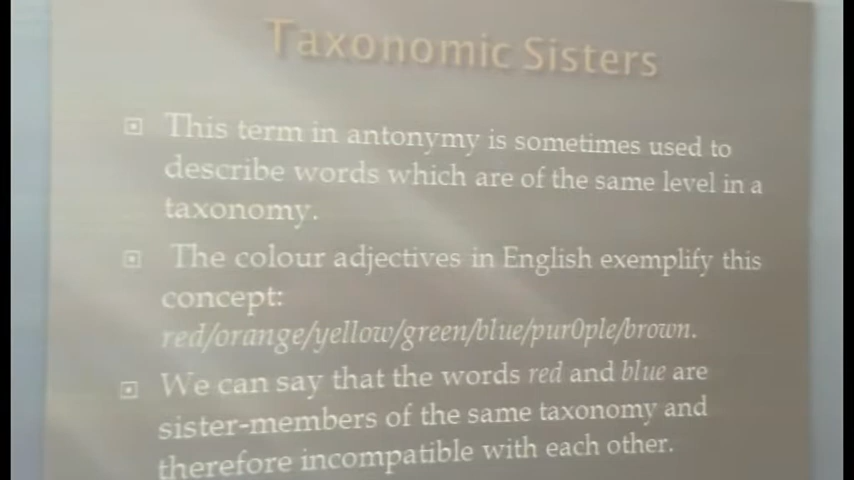 Taxonomic Sisters
This term in antonymy is sometimes used to
describe words which are of the same level in a
taxonomy.
The colour adjectives in English exemplify this
concept:
red/orange/yellow/green/blue/pur0ple/brown.
We can say that the words red and blue are
sister-members of the same taxonomy and
therefore incompatible with each other.